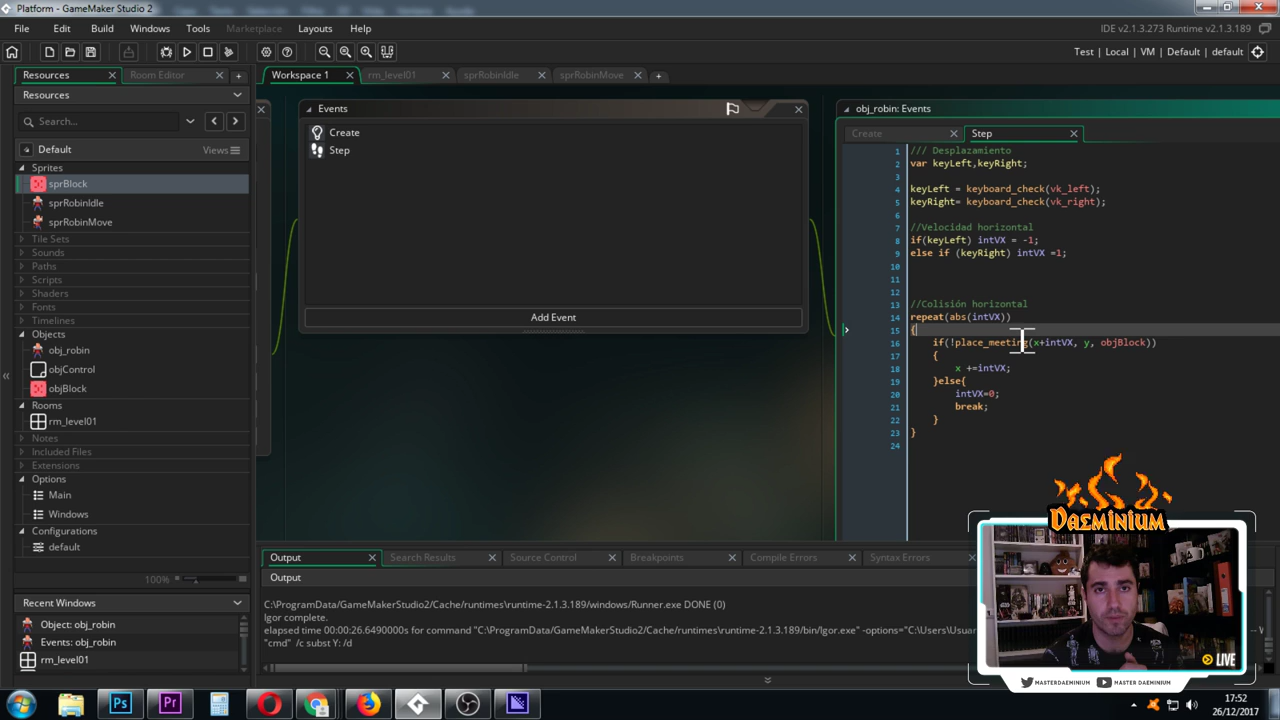 Platform - GameMaker Studio 2
File Edit Build Windows Tools Marketplace Layouts Help
IDE v2.1.3.273 Runtime v2.1.3.189
Test | Local | VM | Default | default
Resources
Room Editor
Workspace 1
rm_level01
sprRobinIdle
sprRobinMove
Resources
Search...
Default
Views
Sprites
sprBlock
sprRobinIdle
sprRobinMove
Tile Sets
Sounds
Paths
Scripts
Shaders
Fonts
Timelines
Objects
obj_robin
objControl
objBlock
Rooms
rm_level01
Notes
Included Files
Extensions
Options
Main
Windows
Configurations
default
100%
Recent Windows
Object: obj_robin
Events: obj_robin
rm_level01
Events
Create
Step
Add Event
obj_robin: Events
Create
Step
1 /// Desplazamiento
2 var keyLeft,keyRight;
3
4 keyLeft = keyboard_check(vk_left);
5 keyRight= keyboard_check(vk_right);
6
7 //Velocidad horizontal
8 if(keyLeft) intVX = -1;
9 else if (keyRight) intVX =1;
10
11
12
13 //Colisión horizontal
14 repeat(abs(intVX))
15 {
16 if(!place_meeting(x+intVX, y, objBlock))
17 {
18 x +=intVX;
19 }else{
20 intVX=0;
21 break;
22 }
23 }
24
Output
Search Results
Source Control
Breakpoints
Compile Errors
Syntax Errors
Output
C:\ProgramData/GameMakerStudio2/Cache/runtimes\runtime-2.1.3.189/windows/Runner.exe DONE (0)
Igor complete.
elapsed time 00:00:26.6490000s for command "C:\ProgramData/GameMakerStudio2/Cache/runtimes\runtime-2.1.3.189/bin/Igor.exe" -options="C:\Users\Usuar
"cmd" /c subst Y: /d
DAEMINIUM
LIVE
MASTERDAEMINIUM
MASTER DAEMINIUM
17:52
26/12/2017